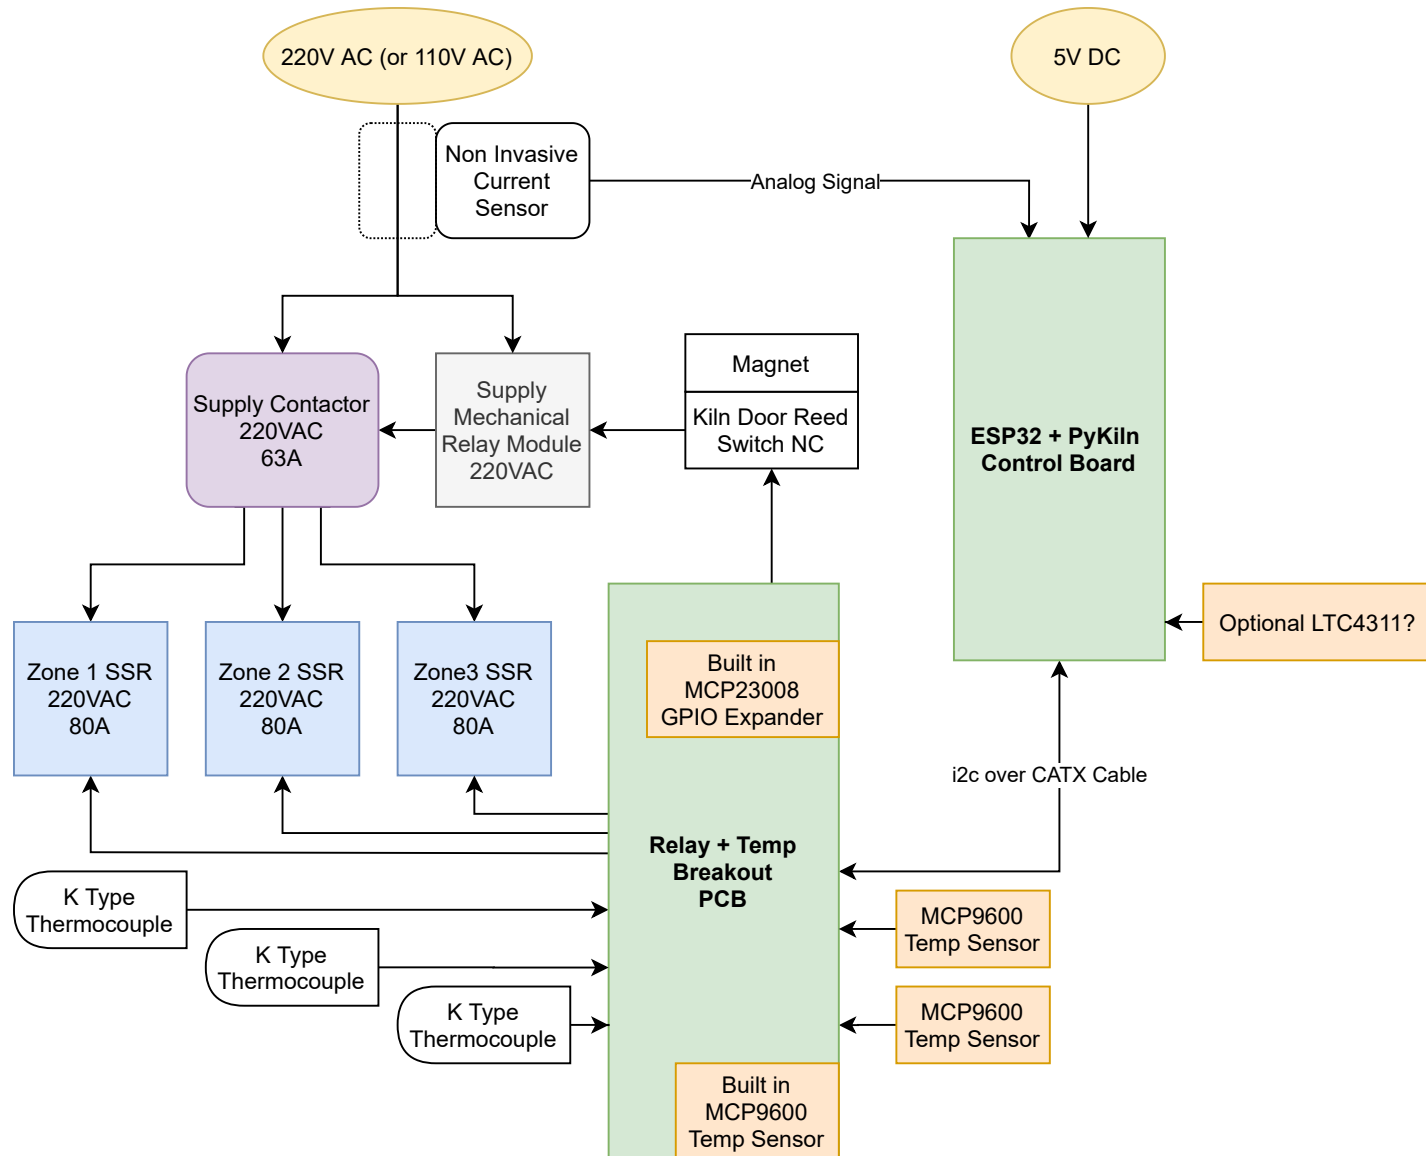 220V AC (or 110V AC)
5V DC
Non Invasive
Current
Sensor
Analog Signal
Supply Contactor
220VAC
63A
Supply
Mechanical
Relay Module
220VAC
Magnet
Kiln Door Reed
Switch NC
ESP32 + PyKiln
Control Board
Optional LTC4311?
Zone 1 SSR
220VAC
80A
Zone 2 SSR
220VAC
80A
Zone3 SSR
220VAC
80A
Built in
MCP23008
GPIO Expander
i2c over CATX Cable
Relay + Temp
Breakout
PCB
K Type
Thermocouple
K Type
Thermocouple
K Type
Thermocouple
MCP9600
Temp Sensor
MCP9600
Temp Sensor
Built in
MCP9600
Temp Sensor